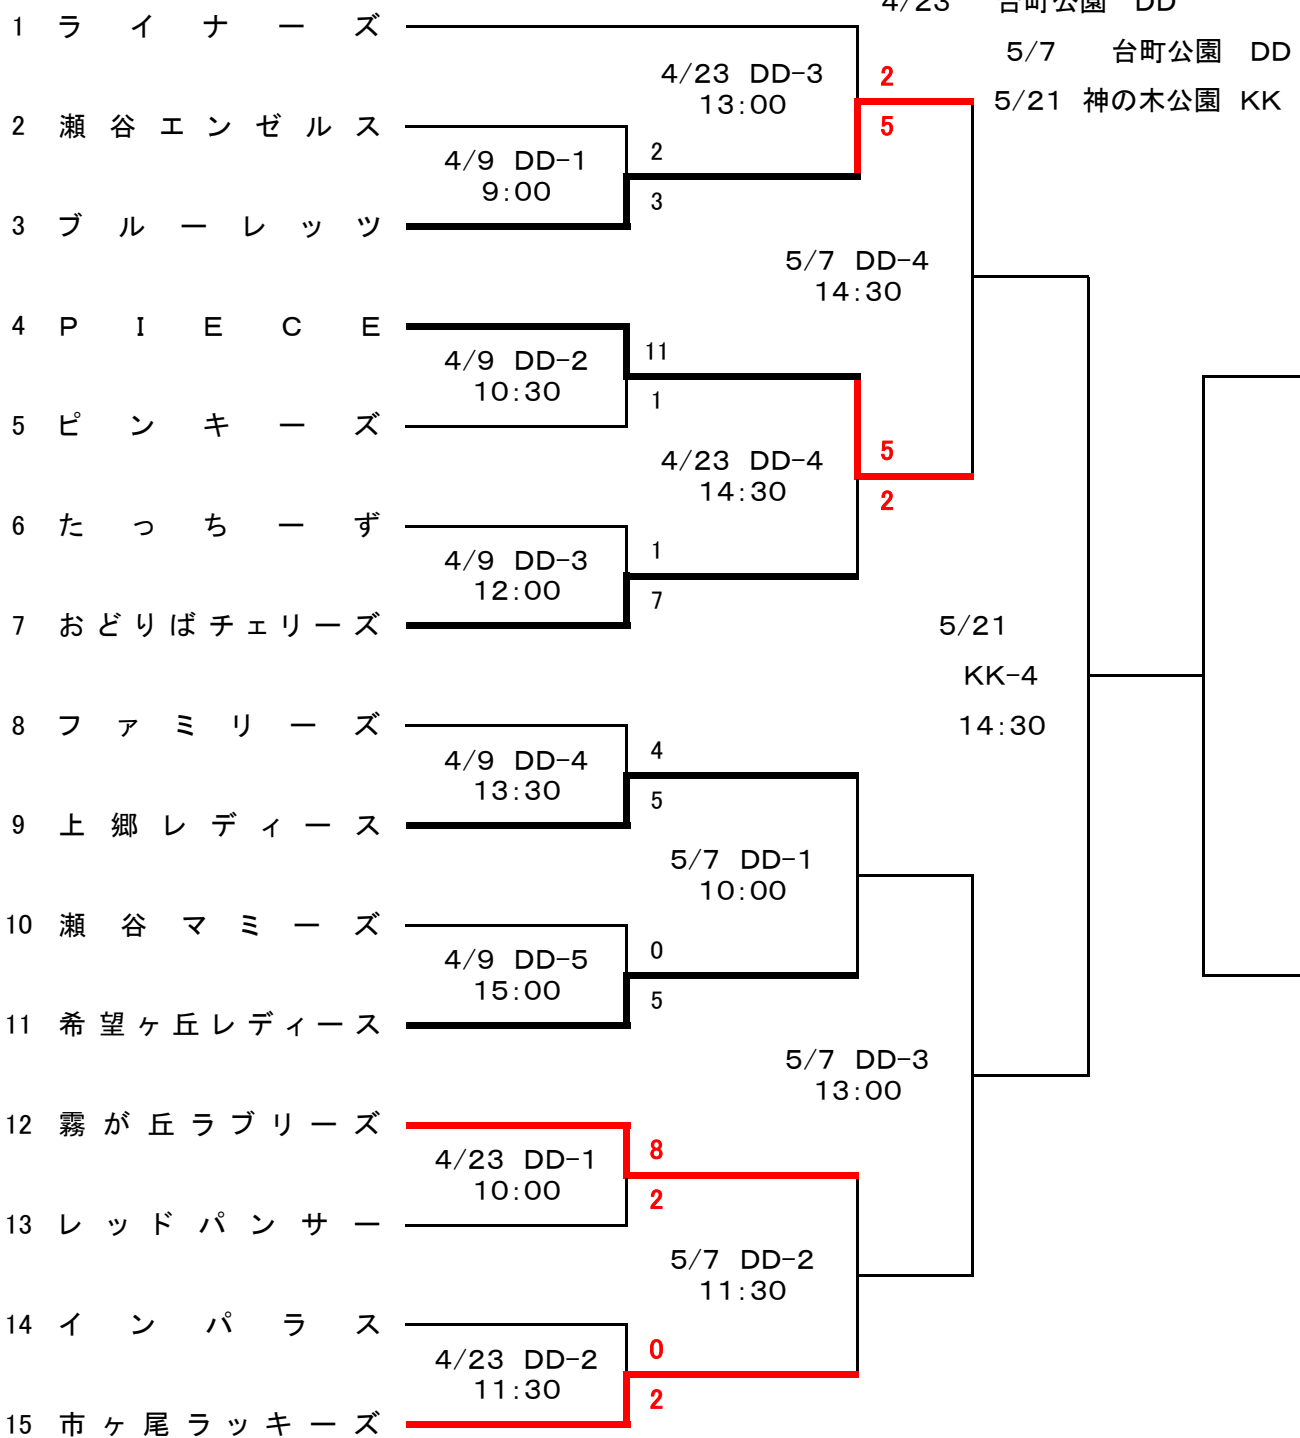 4/23 台町公園 DD
5/7 台町公園 DD
5/21 神の木公園 KK
1 ライナーズ
4/23 DD-3
13:00
2
5
2 瀬谷エンゼルス
4/9 DD-1
9:00
2
3
3 ブルーレッツ
5/7 DD-4
14:30
4 PIECE
4/9 DD-2
10:30
11
1
5 ピンキーズ
4/23 DD-4
14:30
5
2
6 たっちーず
4/9 DD-3
12:00
1
7
7 おどりばチェリーズ
5/21
KK-4
14:30
8 ファミリーズ
4/9 DD-4
13:30
4
5
9 上郷レディース
5/7 DD-1
10:00
10 瀬谷マミーズ
4/9 DD-5
15:00
0
5
11 希望ヶ丘レディース
5/7 DD-3
13:00
12 霧が丘ラブリーズ
4/23 DD-1
10:00
8
2
13 レッドパンサー
5/7 DD-2
11:30
14 インパラス
4/23 DD-2
11:30
0
2
15 市ヶ尾ラッキーズ